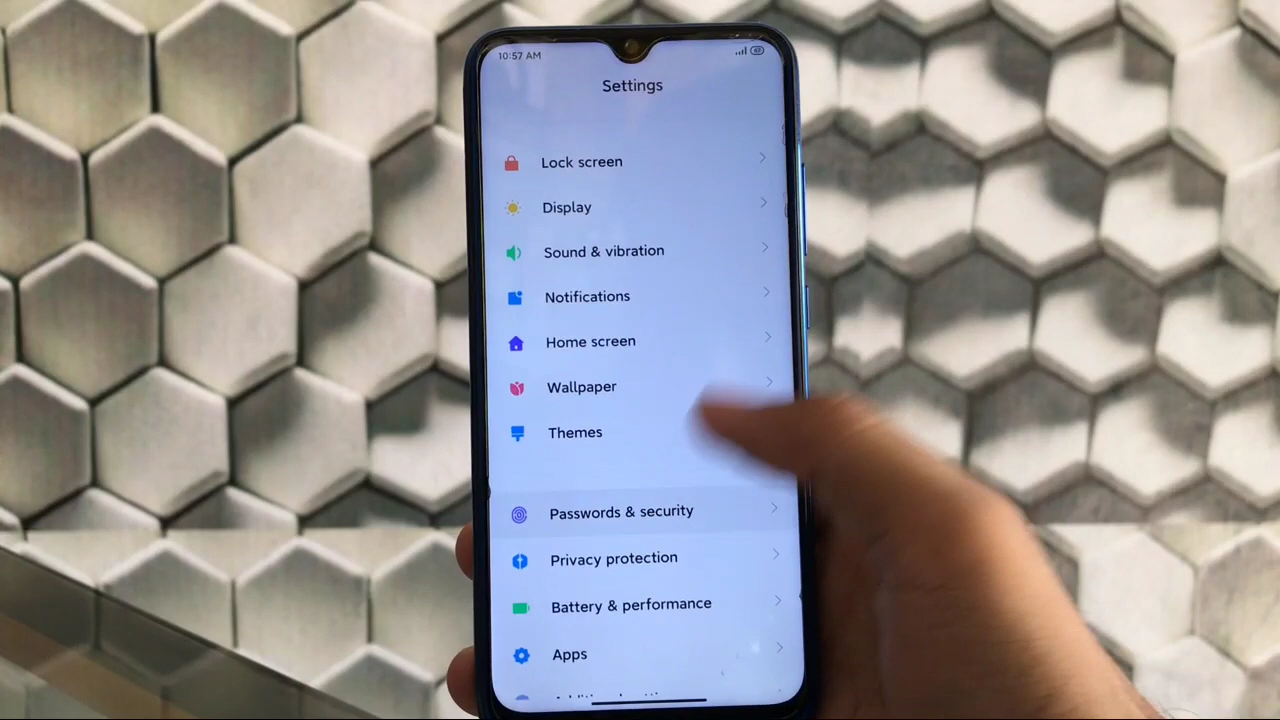 10:57 AM
Settings
Lock screen
Display
Sound & vibration
Notifications
Home screen
Wallpaper
Themes
Passwords & security
Privacy protection
Battery & performance
Apps